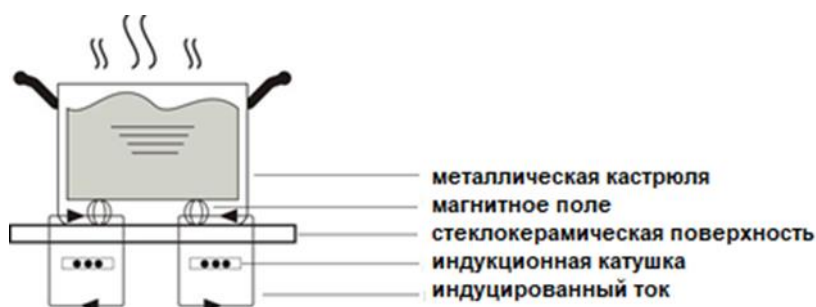 металлическая кастрюля
магнитное поле
стеклокерамическая поверхность
индукционная катушка
индуцированный ток